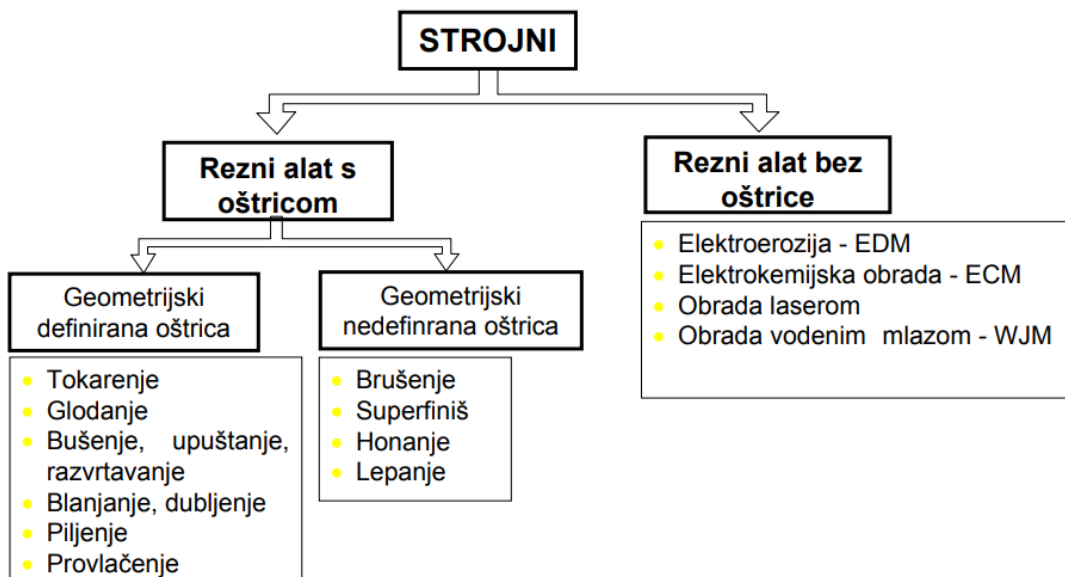 STROJNI
Rezni alat s
oštricom
Rezni alat bez
oštrice
Elektroerozija - EDM
Elektrokemijska obrada - ECM
Obrada laserom
Obrada vodenim mlazom - WJM
Geometrijski
definirana oštrica
Geometrijski
nedefinrana oštrica
Tokarenje
Glodanje
Bušenje, upuštanje,
razvrtavanje
Blanjanje, dubljenje
Piljenje
Provlačenje
Brušenje
Superfiniš
Honanje
Lepanje